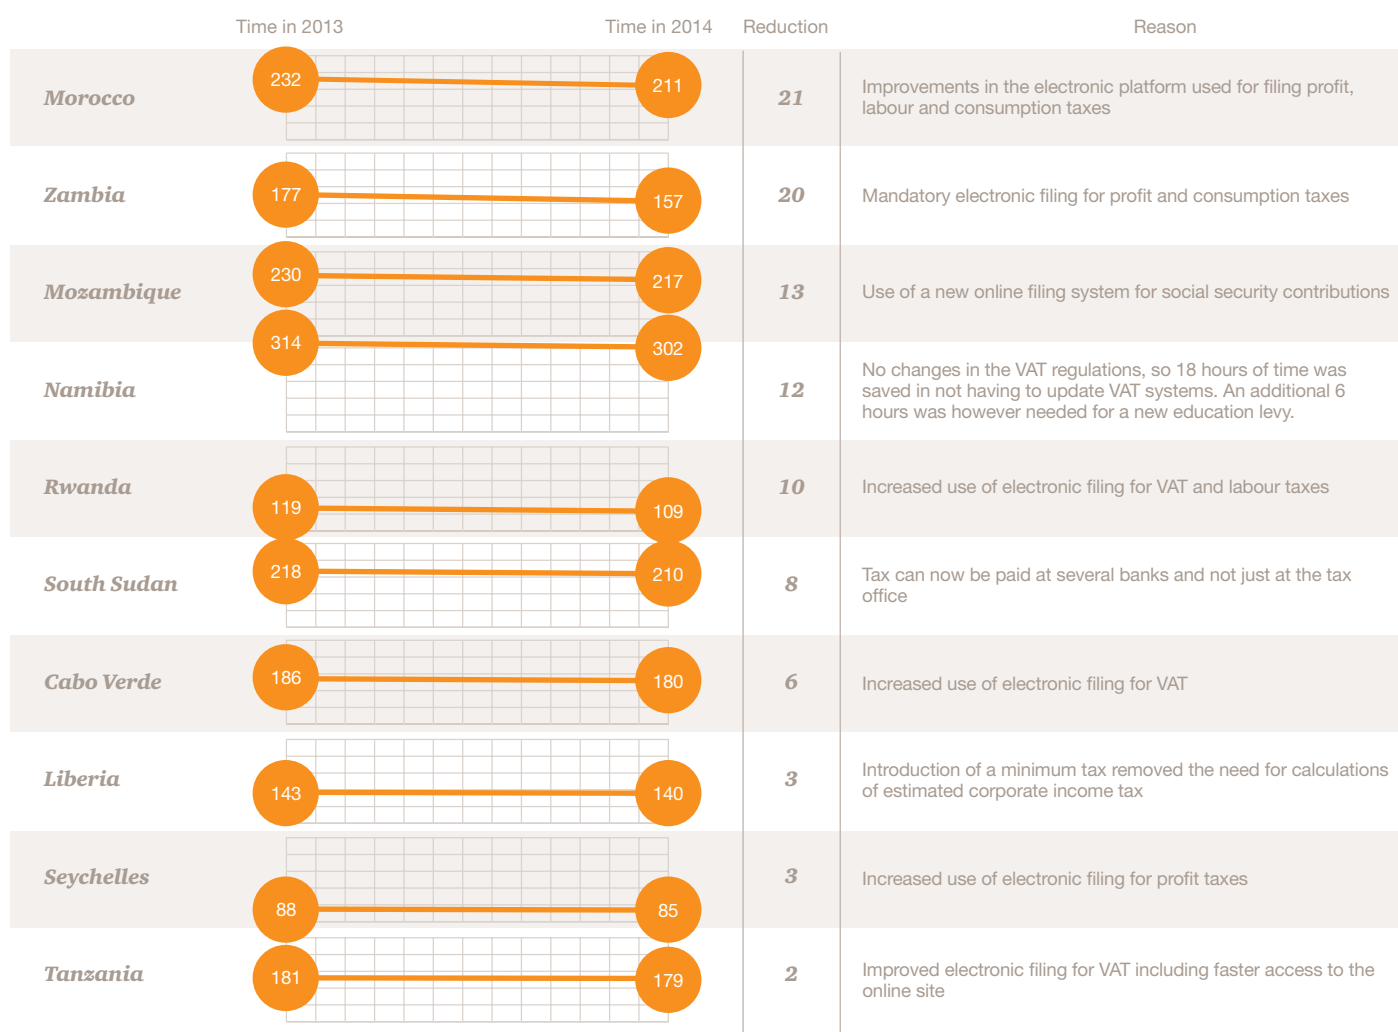 Time in 2013 Time in 2014 Reduction Reason
Morocco 232 211 21 Improvements in the electronic platform used for filing profit,
labour and consumption taxes
Zambia 177 157 20 Mandatory electronic filing for profit and consumption taxes
Mozambique 230 217 13 Use of a new online filing system for social security contributions
Namibia 314 302 12 No changes in the VAT regulations, so 18 hours of time was
saved in not having to update VAT systems. An additional 6
hours was however needed for a new education levy.
Rwanda 119 109 10 Increased use of electronic filing for VAT and labour taxes
South Sudan 218 210 8 Tax can now be paid at several banks and not just at the tax
office
Cabo Verde 186 180 6 Increased use of electronic filing for VAT
Liberia 143 140 3 Introduction of a minimum tax removed the need for calculations
of estimated corporate income tax
Seychelles 88 85 3 Increased use of electronic filing for profit taxes
Tanzania 181 179 2 Improved electronic filing for VAT including faster access to the
online site